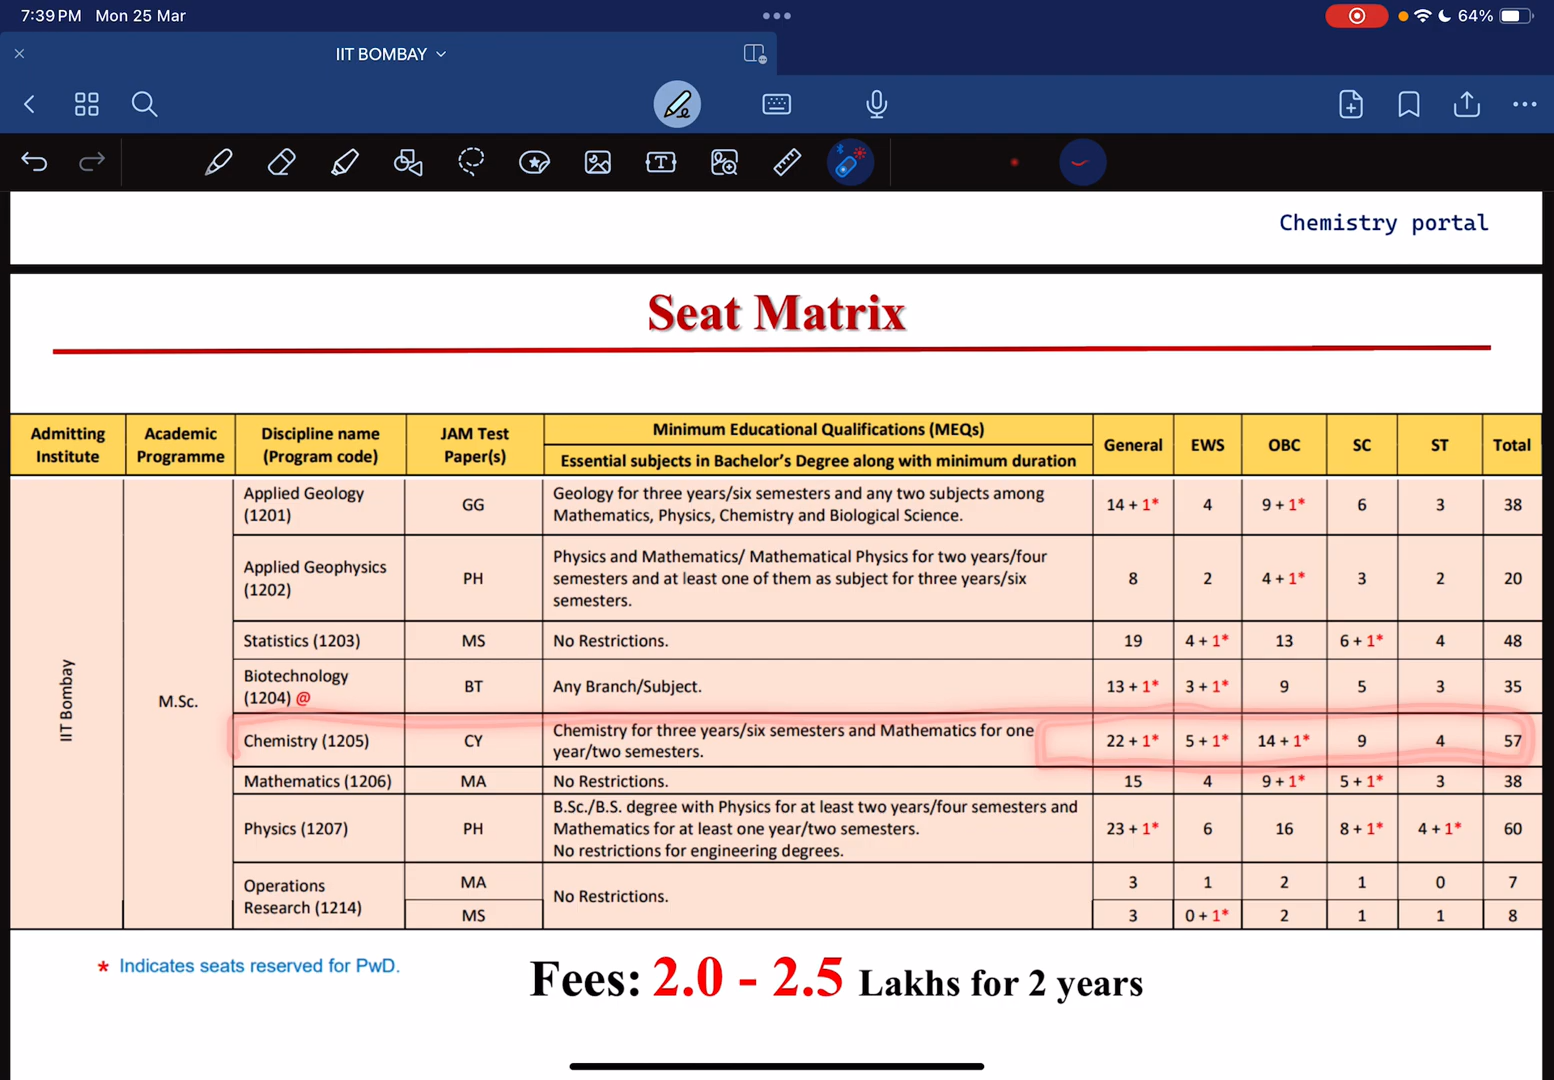 7:39 PM Mon 25 Mar
64%
IIT BOMBAY
Chemistry portal
Seat Matrix
Admitting Institute Academic Programme Discipline name (Program code) JAM Test Paper(s) Minimum Educational Qualifications (MEQs) General EWS OBC SC ST Total
Essential subjects in Bachelor's Degree along with minimum duration
IIT Bombay
M.Sc.
Applied Geology (1201) GG Geology for three years/six semesters and any two subjects among 14 + 1* 4 9 + 1* 6 3 38
Mathematics, Physics, Chemistry and Biological Science.
Applied Geophysics (1202) PH Physics and Mathematics/ Mathematical Physics for two years/four 8 2 4 + 1* 3 2 20
semesters and at least one of them as subject for three years/six
semesters.
Statistics (1203) MS No Restrictions. 19 4 + 1* 13 6 + 1* 4 48
Biotechnology (1204) @ BT Any Branch/Subject. 13 + 1* 3 + 1* 9 5 3 35
Chemistry (1205) CY Chemistry for three years/six semesters and Mathematics for one 22 + 1* 5 + 1* 14 + 1* 9 4 57
year/two semesters.
Mathematics (1206) MA No Restrictions. 15 4 9 + 1* 5 + 1* 3 38
Physics (1207) PH B.Sc./B.S. degree with Physics for at least two years/four semesters and 23 + 1* 6 16 8 + 1* 4 + 1* 60
Mathematics for at least one year/two semesters.
No restrictions for engineering degrees.
Operations Research (1214) MA No Restrictions. 3 1 2 1 0 7
MS 3 0 + 1* 2 1 1 8
* Indicates seats reserved for PwD.
Fees: 2.0 - 2.5 Lakhs for 2 years